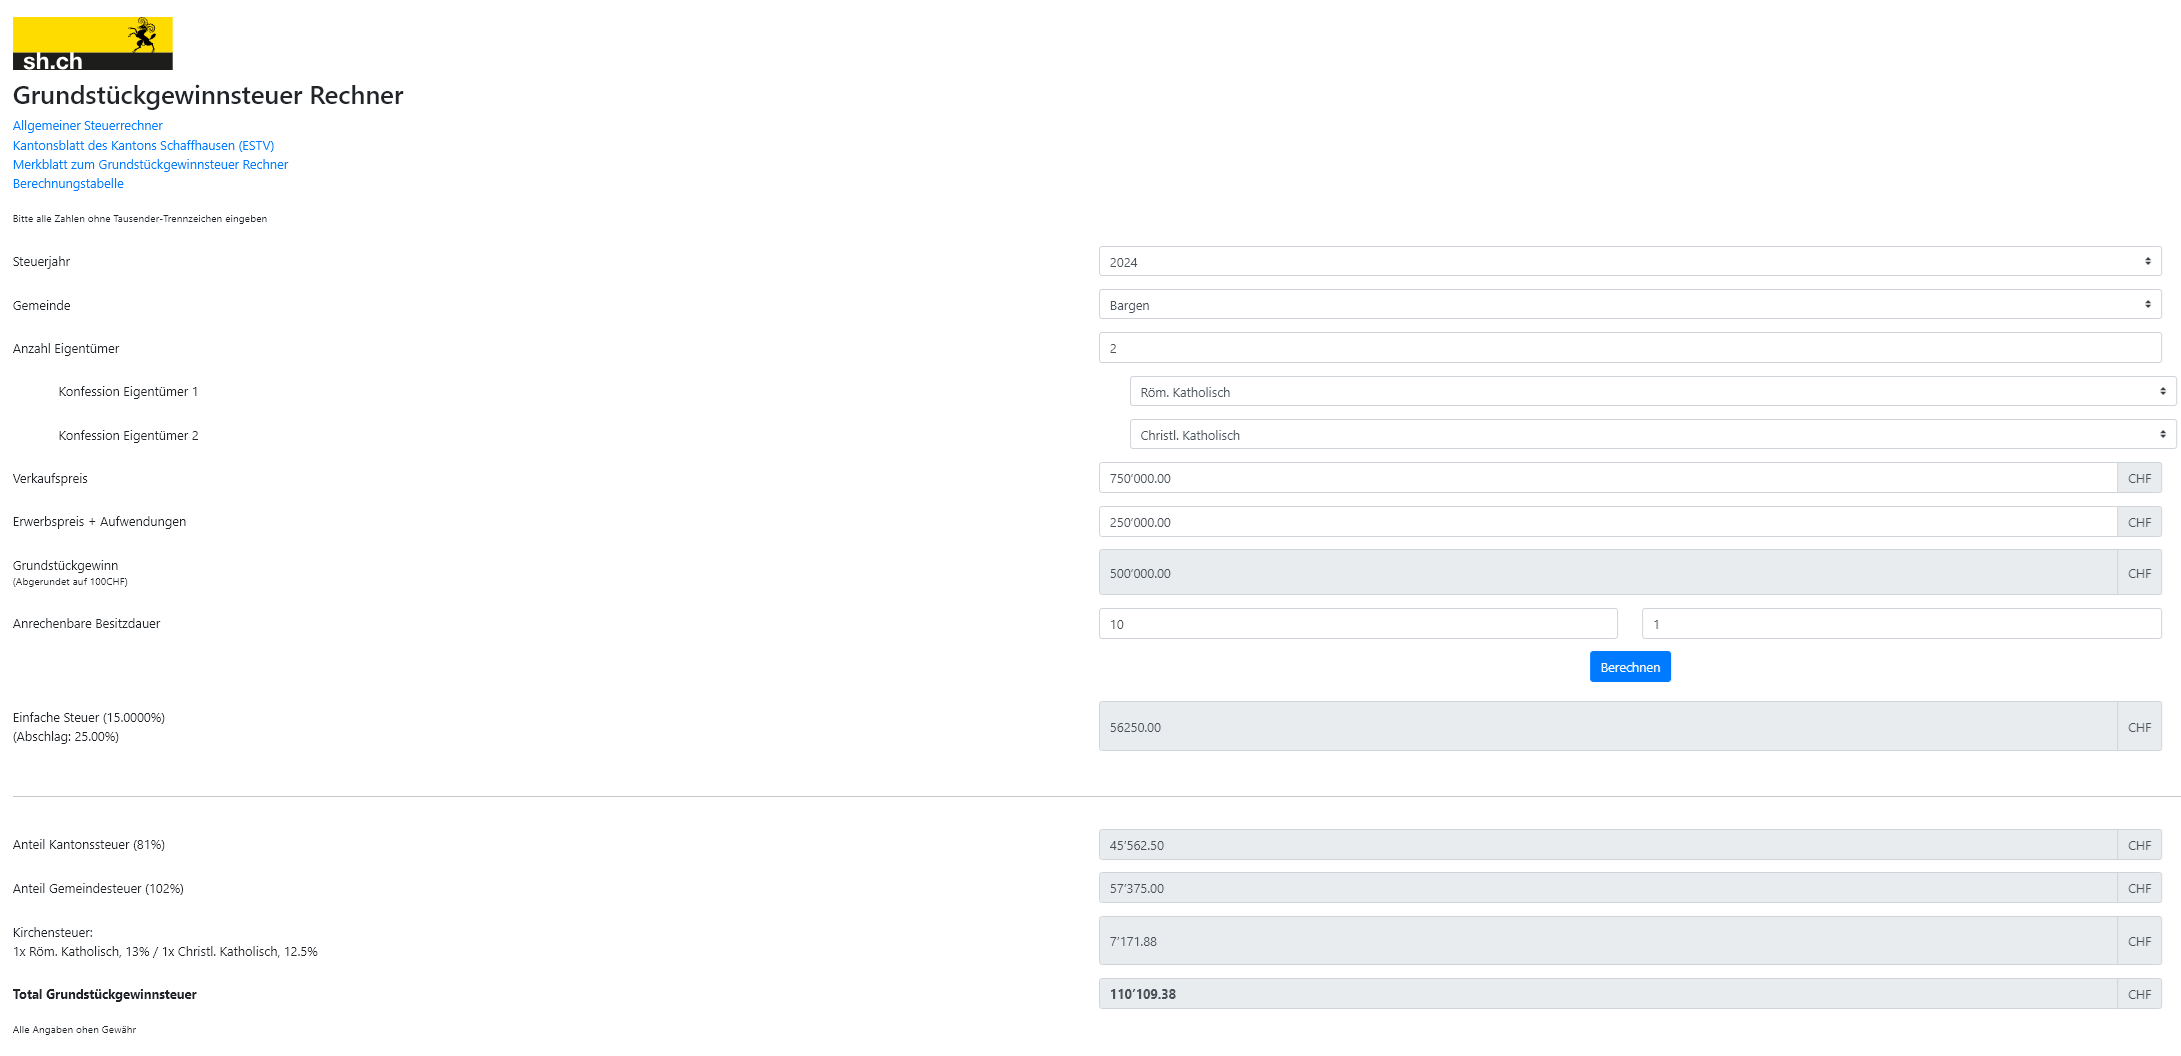 sh.ch
Grundstückgewinnsteuer Rechner
Allgemeiner Steuerrechner
Kantonsblatt des Kantons Schaffhausen (ESTV)
Merkblatt zum Grundstückgewinnsteuer Rechner
Berechnungstabelle
Bitte alle Zahlen ohne Tausender-Trennzeichen eingeben
Steuerjahr 2024
Gemeinde Bargen
Anzahl Eigentümer 2
Konfession Eigentümer 1 Röm. Katholisch
Konfession Eigentümer 2 Christl. Katholisch
Verkaufspreis 750’000.00 CHF
Erwerbspreis + Aufwendungen 250’000.00 CHF
Grundstückgewinn
(Abgerundet auf 100CHF)
500’000.00 CHF
Anrechenbare Besitzdauer 10 1
Berechnen
Einfache Steuer (15.0000%)
(Abschlag: 25.00%)
56250.00 CHF
Anteil Kantonssteuer (81%) 45’562.50 CHF
Anteil Gemeindesteuer (102%) 57’375.00 CHF
Kirchensteuer:
1x Röm. Katholisch, 13% / 1x Christl. Katholisch, 12.5%
7’171.88 CHF
Total Grundstückgewinnsteuer 110’109.38 CHF
Alle Angaben ohen Gewähr